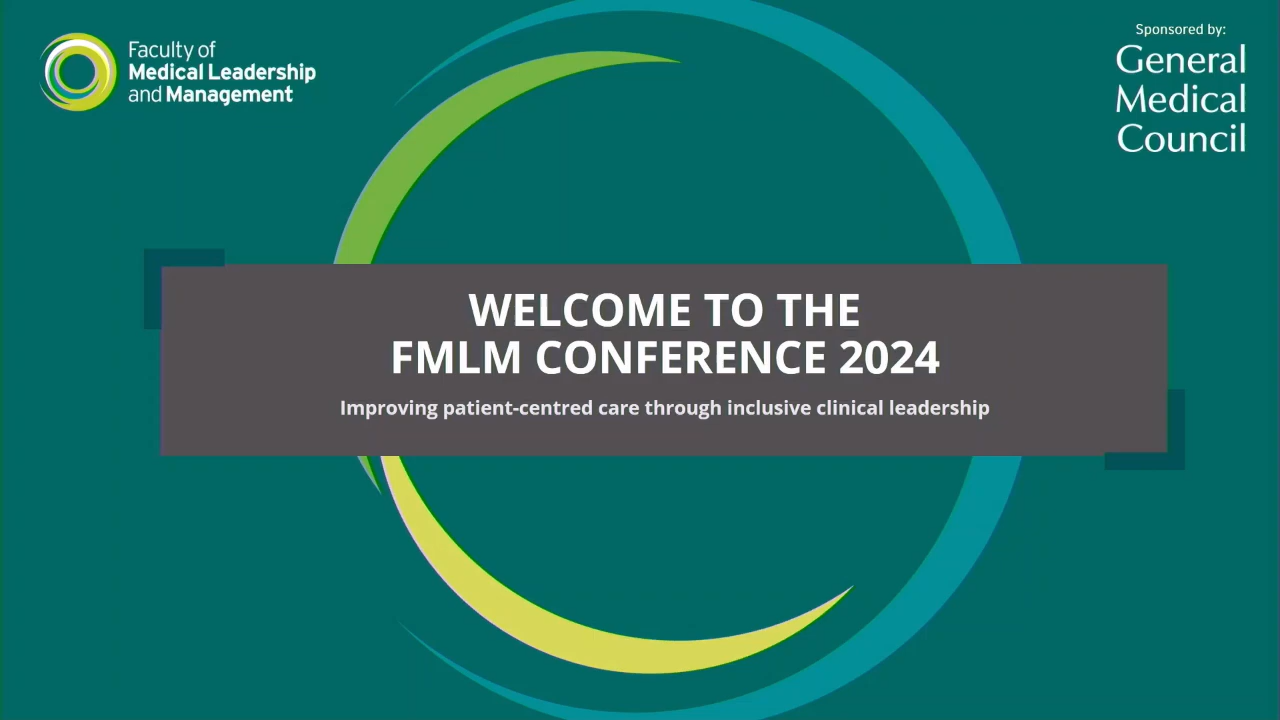 Faculty of
Medical Leadership
and Management
Sponsored by:
General
Medical
Council
WELCOME TO THE
FMLM CONFERENCE 2024
Improving patient-centred care through inclusive clinical leadership